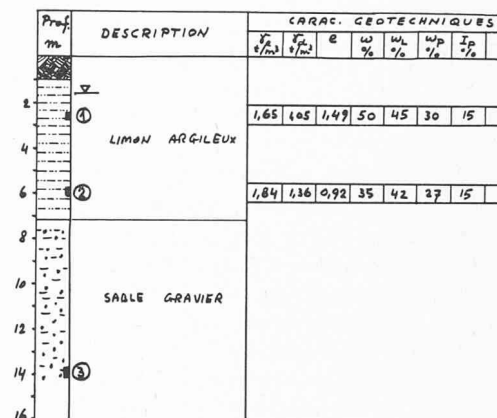 Prof. m
DESCRIPTION
CARAC. GEOTECHNIQUES
γh t/m³ γd t/m³ e ω % ωL % ωP % IP %
2
①
1,65 1,05 1,49 50 45 30 15
4
LIMON ARGILEUX
6
②
1,84 1,36 0,92 35 42 27 15
8
10
SABLE GRAVIER
12
14
③
16